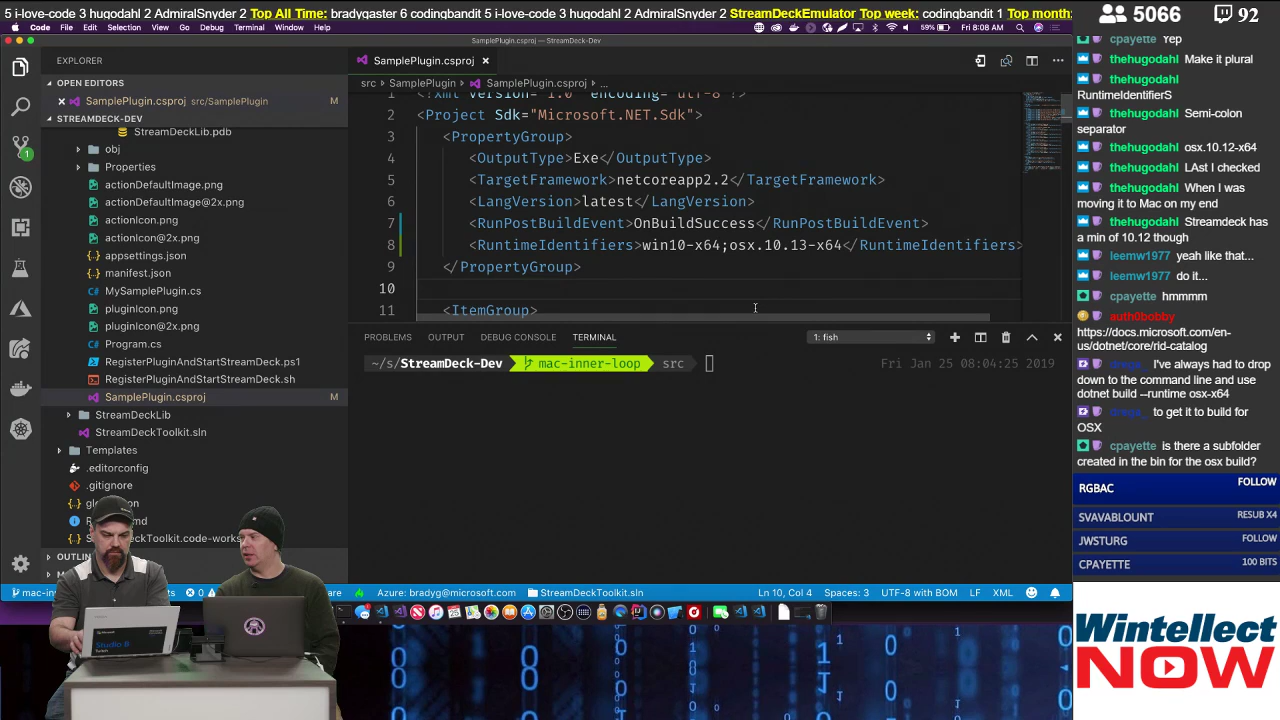 5 i-love-code 3 hugodahl 2 AdmiralSnyder 2 Top All Time: bradygaster 6 codingbandit 5 i-love-code 3 hugodahl 2 AdmiralSnyder 2 StreamDeckEmulator Top week: codingbandit 1 Top month:
5066 92
Code File Edit Selection View Go Debug Terminal Window Help 59% Fri 8:08 AM
SamplePlugin.csproj — StreamDeck-Dev
EXPLORER
OPEN EDITORS
SamplePlugin.csproj src/SamplePlugin M
STREAMDECK-DEV
StreamDeckLib.pdb
obj
Properties
actionDefaultImage.png
actionDefaultImage@2x.png
actionIcon.png
actionIcon@2x.png
appsettings.json
manifest.json
MySamplePlugin.cs
pluginIcon.png
pluginIcon@2x.png
Program.cs
RegisterPluginAndStartStreamDeck.ps1
RegisterPluginAndStartStreamDeck.sh
SamplePlugin.csproj M
StreamDeckLib
StreamDeckToolkit.sln
Templates
.editorconfig
.gitignore
1
SamplePlugin.csproj
src SamplePlugin SamplePlugin.csproj ...
2 <Project Sdk="Microsoft.NET.Sdk">
3 <PropertyGroup>
4 <OutputType>Exe</OutputType>
5 <TargetFramework>netcoreapp2.2</TargetFramework>
6 <LangVersion>latest</LangVersion>
7 <RunPostBuildEvent>OnBuildSuccess</RunPostBuildEvent>
8 <RuntimeIdentifiers>win10-x64;osx.10.13-x64</RuntimeIdentifiers>
9 </PropertyGroup>
10
11 <ItemGroup>
PROBLEMS OUTPUT DEBUG CONSOLE TERMINAL 1: fish
~/s/StreamDeck-Dev mac-inner-loop src Fri Jan 25 08:04:25 2019
Azure: bradyg@microsoft.com StreamDeckToolkit.sln Ln 10, Col 4 Spaces: 3 UTF-8 with BOM LF XML
cpayette Yep
thehugodahl Make it plural
thehugodahl
RuntimeIdentifierS
thehugodahl Semi-colon
separator
thehugodahl osx.10.12-x64
thehugodahl LAst I checked
thehugodahl When I was
moving it to Mac on my end
thehugodahl Streamdeck has
a min of 10.12 though
leemw1977 yeah like that...
leemw1977 do it...
cpayette hmmmm
auth0bobby
https://docs.microsoft.com/en-
us/dotnet/core/rid-catalog
I've always had to drop
down to the command line and use
dotnet build --runtime osx-x64
to get it to build for
OSX
cpayette is there a subfolder
created in the bin for the osx build?
RGBAC FOLLOW
SVAVABLOUNT RESUB X4
JWSTURG FOLLOW
CPAYETTE 100 BITS
Wintellect
NOW